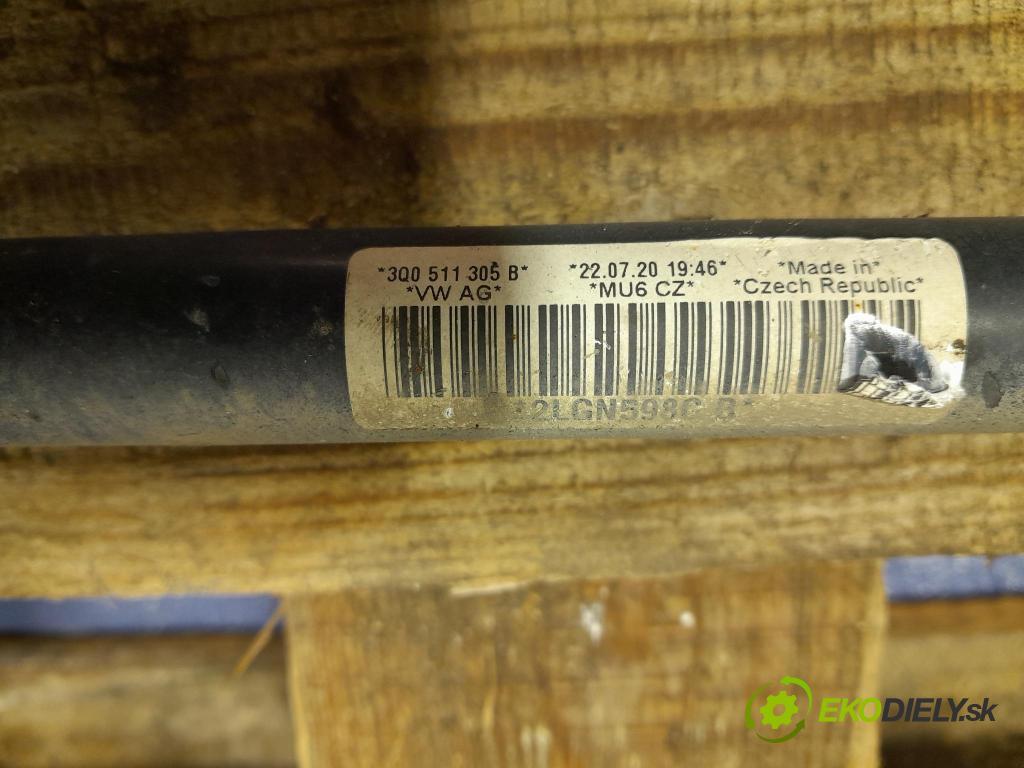 *3Q0 511 305 B* *22.07.20 19:46* *Made in*
*VW AG* *MU6 CZ* *Czech Republic*
EKODIELY.sk